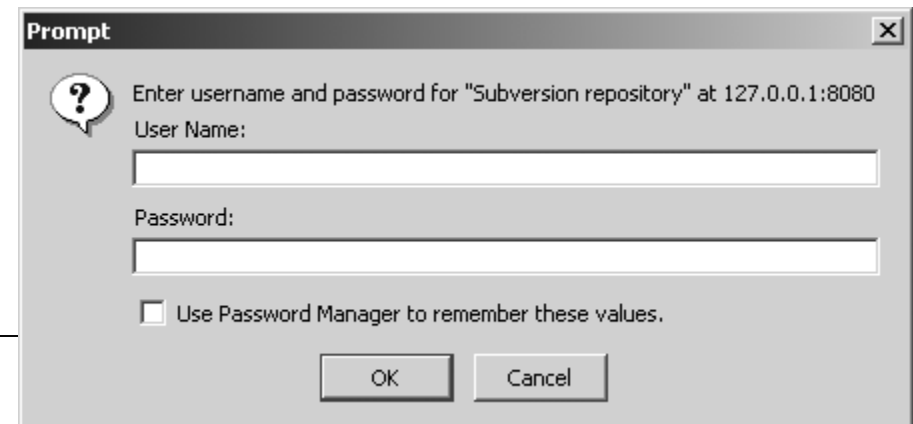 Prompt
Enter username and password for "Subversion repository" at 127.0.0.1:8080
User Name:
Password:
Use Password Manager to remember these values.
OK
Cancel